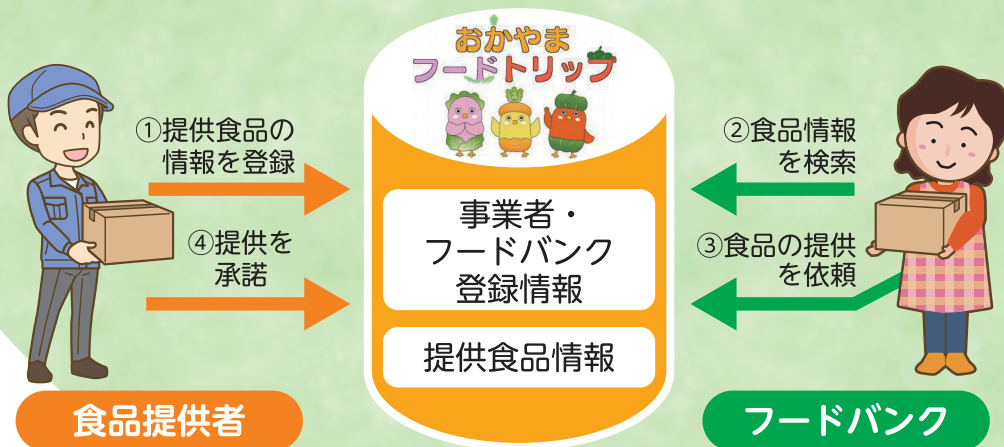 おかやま
フードトリップ
①提供食品の
情報を登録
④提供を
承諾
事業者・
フードバンク
登録情報
提供食品情報
②食品情報
を検索
③食品の提供
を依頼
食品提供者
フードバンク